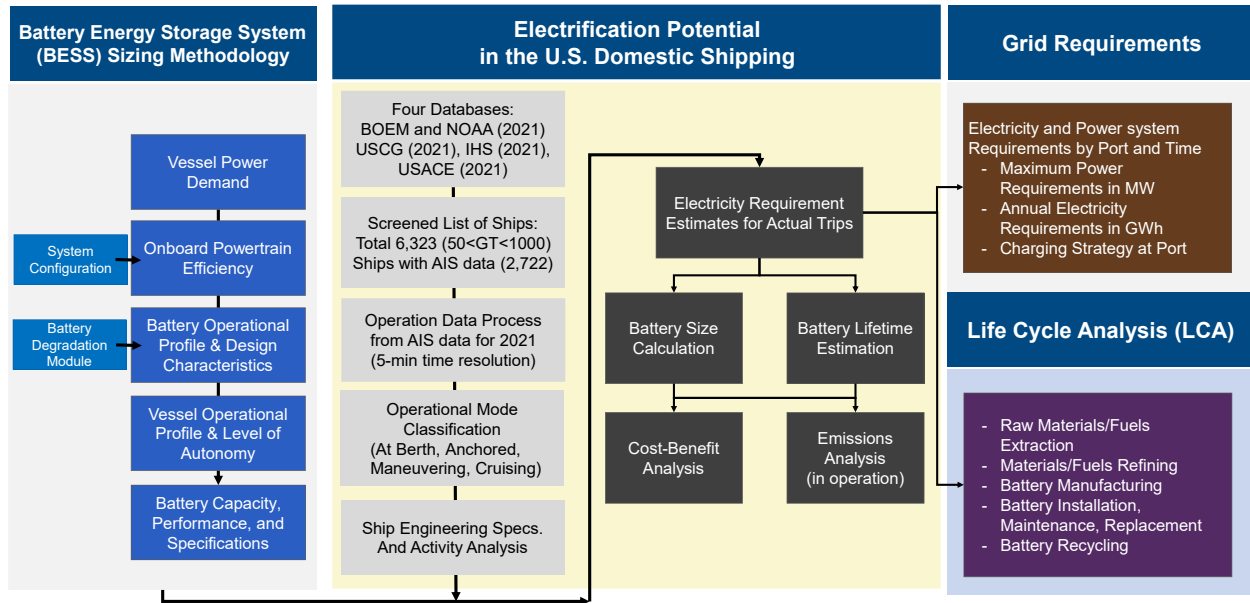 Battery Energy Storage System
(BESS) Sizing Methodology
Vessel Power
Demand
System
Configuration
Onboard Powertrain
Efficiency
Battery
Degradation
Module
Battery Operational
Profile & Design
Characteristics
Vessel Operational
Profile & Level of
Autonomy
Battery Capacity,
Performance, and
Specifications
Electrification Potential
in the U.S. Domestic Shipping
Four Databases:
BOEM and NOAA (2021)
USCG (2021), IHS (2021),
USACE (2021)
Screened List of Ships:
Total 6,323 (50<GT<1000)
Ships with AIS data (2,722)
Operation Data Process
from AIS data for 2021
(5-min time resolution)
Operational Mode
Classification
(At Berth, Anchored,
Maneuvering, Cruising)
Ship Engineering Specs.
And Activity Analysis
Electricity Requirement
Estimates for Actual Trips
Battery Size
Calculation
Battery Lifetime
Estimation
Cost-Benefit
Analysis
Emissions
Analysis
(in operation)
Grid Requirements
Electricity and Power system
Requirements by Port and Time
- Maximum Power
Requirements in MW
- Annual Electricity
Requirements in GWh
- Charging Strategy at Port
Life Cycle Analysis (LCA)
- Raw Materials/Fuels
Extraction
- Materials/Fuels Refining
- Battery Manufacturing
- Battery Installation,
Maintenance, Replacement
- Battery Recycling